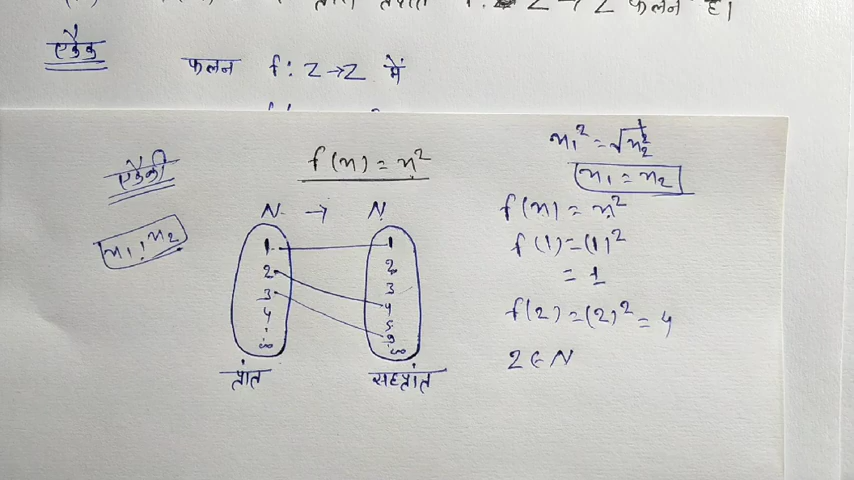 f: Z → Z फलन है।
एकैक
फलन f: Z → Z में
एकैकी
f(x) = x²
x₁, x₂
N → N
1 1
2 2
3 3
4 4
5
9
∞ ∞
प्रांत सहप्रांत
x₁² = √x₂²
x₁ = x₂
f(x) = x²
f(1) = (1)²
= 1
f(2) = (2)² = 4
2 ∈ N